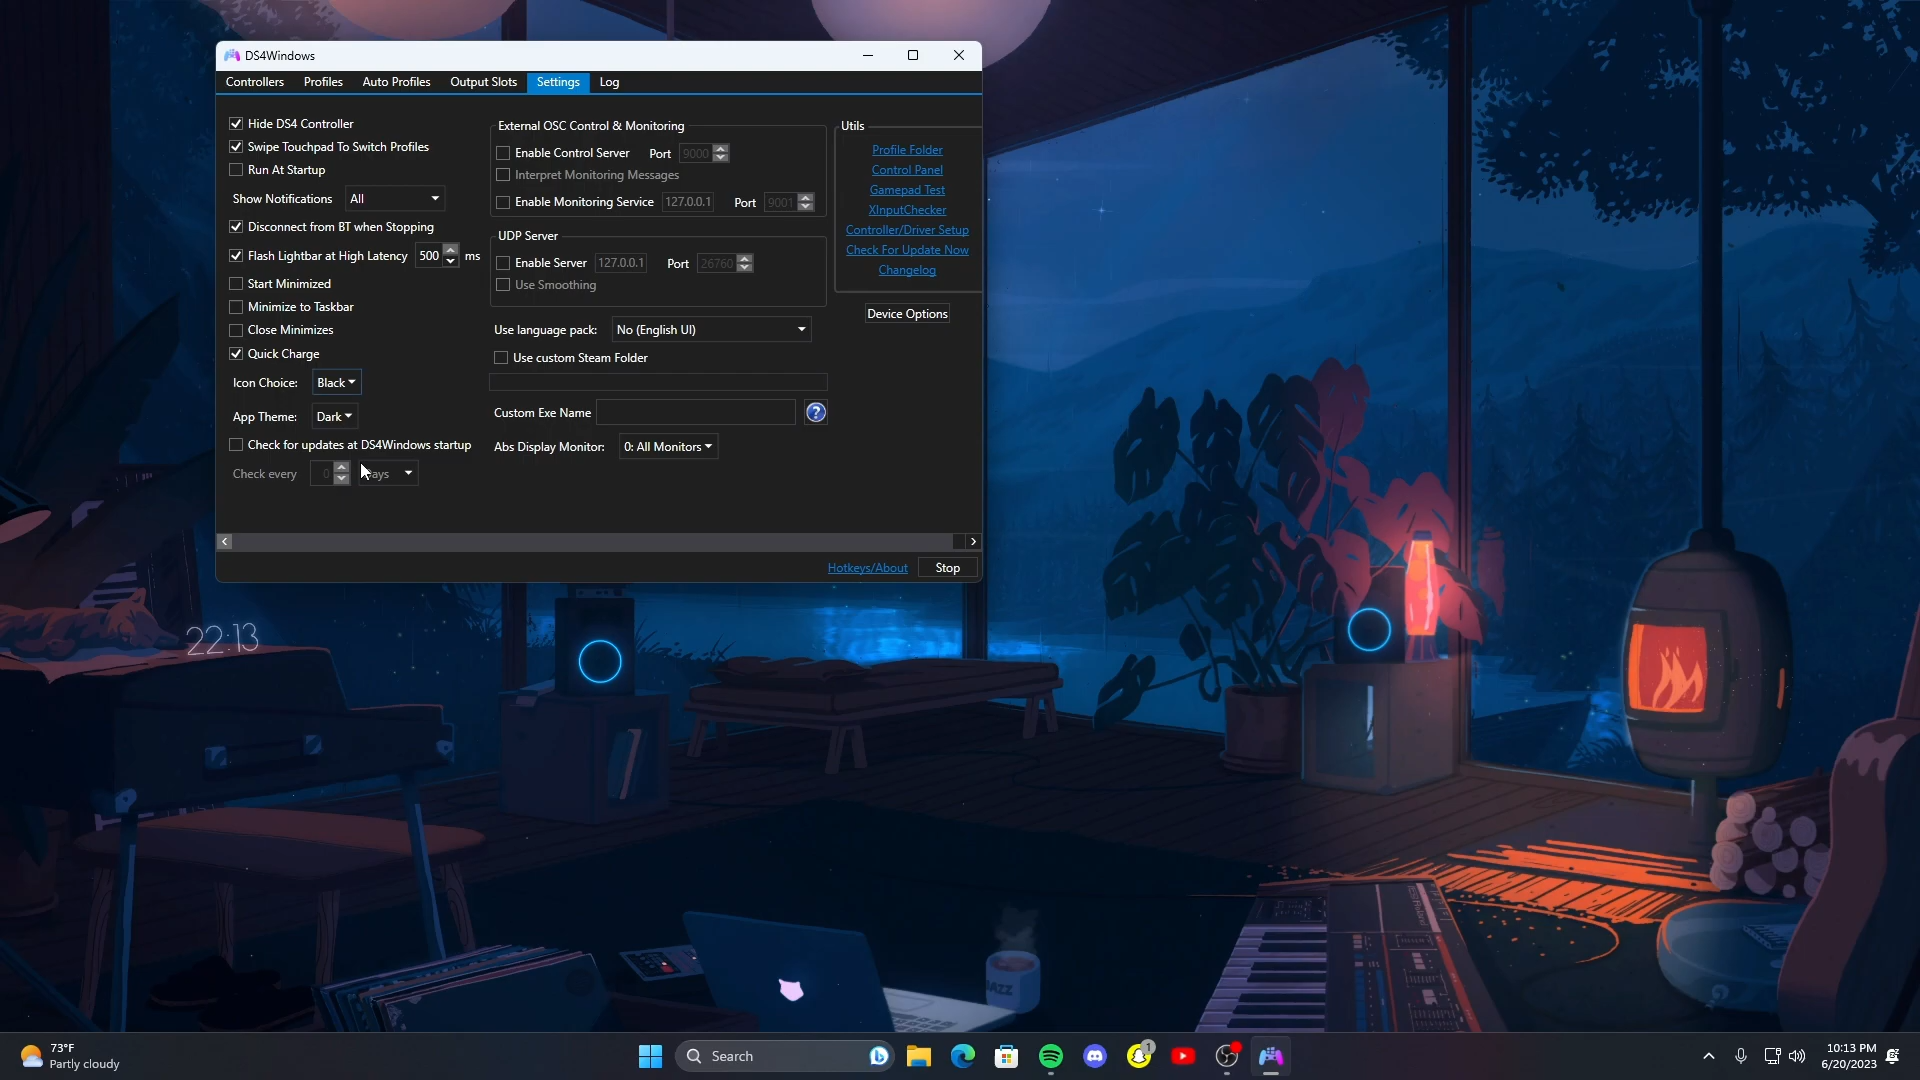 DS4Windows
Controllers Profiles Auto Profiles Output Slots Settings Log
Hide DS4 Controller
Swipe Touchpad To Switch Profiles
Run At Startup
Show Notifications All
Disconnect from BT when Stopping
Flash Lightbar at High Latency 500 ms
Start Minimized
Minimize to Taskbar
Close Minimizes
Quick Charge
Icon Choice: Black
App Theme: Dark
Check for updates at DS4Windows startup
Check every 0
External OSC Control & Monitoring
Enable Control Server Port 9000
Interpret Monitoring Messages
Enable Monitoring Service 127.0.0.1 Port 9001
UDP Server
Enable Server 127.0.0.1 Port 26760
Use Smoothing
Use language pack: No (English UI)
Use custom Steam Folder
Custom Exe Name
Abs Display Monitor: 0: All Monitors
Utils
Profile Folder
Control Panel
Gamepad Test
XInputChecker
Controller/Driver Setup
Check For Update Now
Changelog
Device Options
Hotkeys/About Stop
22:13
JAZZ
73°F
Partly cloudy
Search
1
10:13 PM
6/20/2023